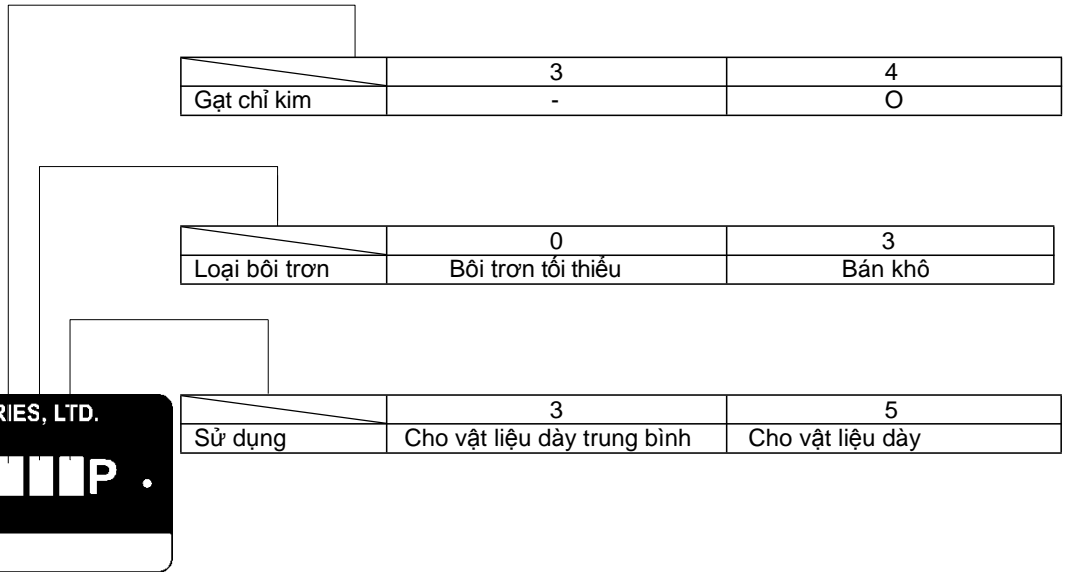 3 4
Gạt chỉ kim - O
0 3
Loại bôi trơn Bôi trơn tối thiểu Bán khô
3 5
Sử dụng Cho vật liệu dày trung bình Cho vật liệu dày
RIES, LTD.
P .